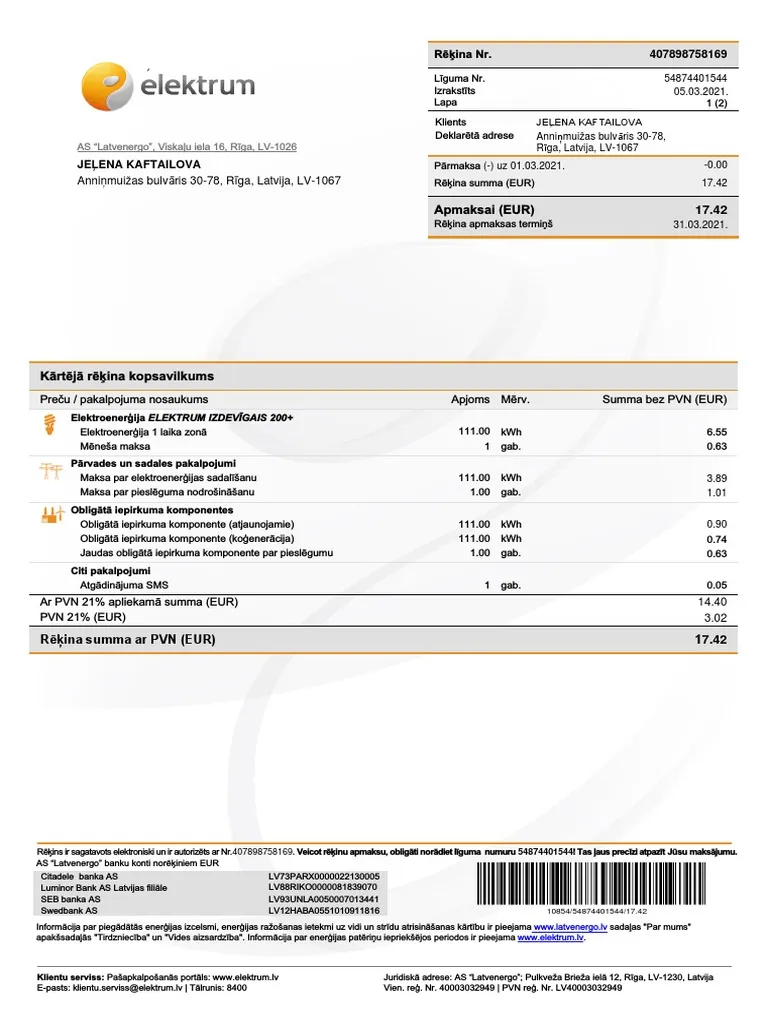 elektrum
Rēķina Nr. 407898758169
Līguma Nr. 54874401544
Izrakstīts 05.03.2021.
Lapa 1 (2)
Klients JEĻENA KAFTAILOVA
Deklarētā adrese Anniņmuižas bulvāris 30-78,
Rīga, Latvija, LV-1067
AS “Latvenergo”, Viskaļu iela 16, Rīga, LV-1026
JEĻENA KAFTAILOVA
Anniņmuižas bulvāris 30-78, Rīga, Latvija, LV-1067
Pārmaksa (-) uz 01.03.2021. -0.00
Rēķina summa (EUR) 17.42
Apmaksai (EUR) 17.42
Rēķina apmaksas termiņš 31.03.2021.
Kārtējā rēķina kopsavilkums
Preču / pakalpojuma nosaukums Apjoms Mērv. Summa bez PVN (EUR)
Elektroenerģija ELEKTRUM IZDEVĪGAIS 200+
Elektroenerģija 1 laika zonā 111.00 kWh 6.55
Mēneša maksa 1 gab. 0.63
Pārvades un sadales pakalpojumi
Maksa par elektroenerģijas sadalīšanu 111.00 kWh 3.89
Maksa par pieslēguma nodrošināšanu 1.00 gab. 1.01
Obligātā iepirkuma komponentes
Obligātā iepirkuma komponente (atjaunojamie) 111.00 kWh 0.90
Obligātā iepirkuma komponente (koģenerācija) 111.00 kWh 0.74
Jaudas obligātā iepirkuma komponente par pieslēgumu 1.00 gab. 0.63
Citi pakalpojumi
Atgādinājuma SMS 1 gab. 0.05
Ar PVN 21% apliekamā summa (EUR) 14.40
PVN 21% (EUR) 3.02
Rēķina summa ar PVN (EUR) 17.42
Rēķins ir sagatavots elektroniski un ir autorizēts ar Nr.407898758169. Veicot rēķinu apmaksu, obligāti norādiet līguma numuru 54874401544! Tas ļaus precīzi atpazīt Jūsu maksājumu.
AS “Latvenergo” banku konti norēķiniem EUR
Citadele banka AS LV73PARX0000022130005
Luminor Bank AS Latvijas filiāle LV88RIKO0000081839070
SEB banka AS LV93UNLA0050007013441
Swedbank AS LV12HABA0551010911816
10854/54874401544/17.42
Informācija par piegādātās enerģijas izcelsmi, enerģijas ražošanas ietekmi uz vidi un strīdu atrisināšanas kārtību ir pieejama www.latvenergo.lv sadaļas "Par mums"
apakšsadaļās "Tirdzniecība" un "Vides aizsardzība". Informācija par enerģijas patēriņu iepriekšējos periodos ir pieejama www.elektrum.lv.
Klientu serviss: Pašapkalpošanās portāls: www.elektrum.lv
E-pasts: klientu.serviss@elektrum.lv | Tālrunis: 8400
Juridiskā adrese: AS “Latvenergo”; Pulkveža Brieža ielā 12, Rīga, LV-1230, Latvija
Vien. reģ. Nr. 40003032949 | PVN reģ. Nr. LV40003032949